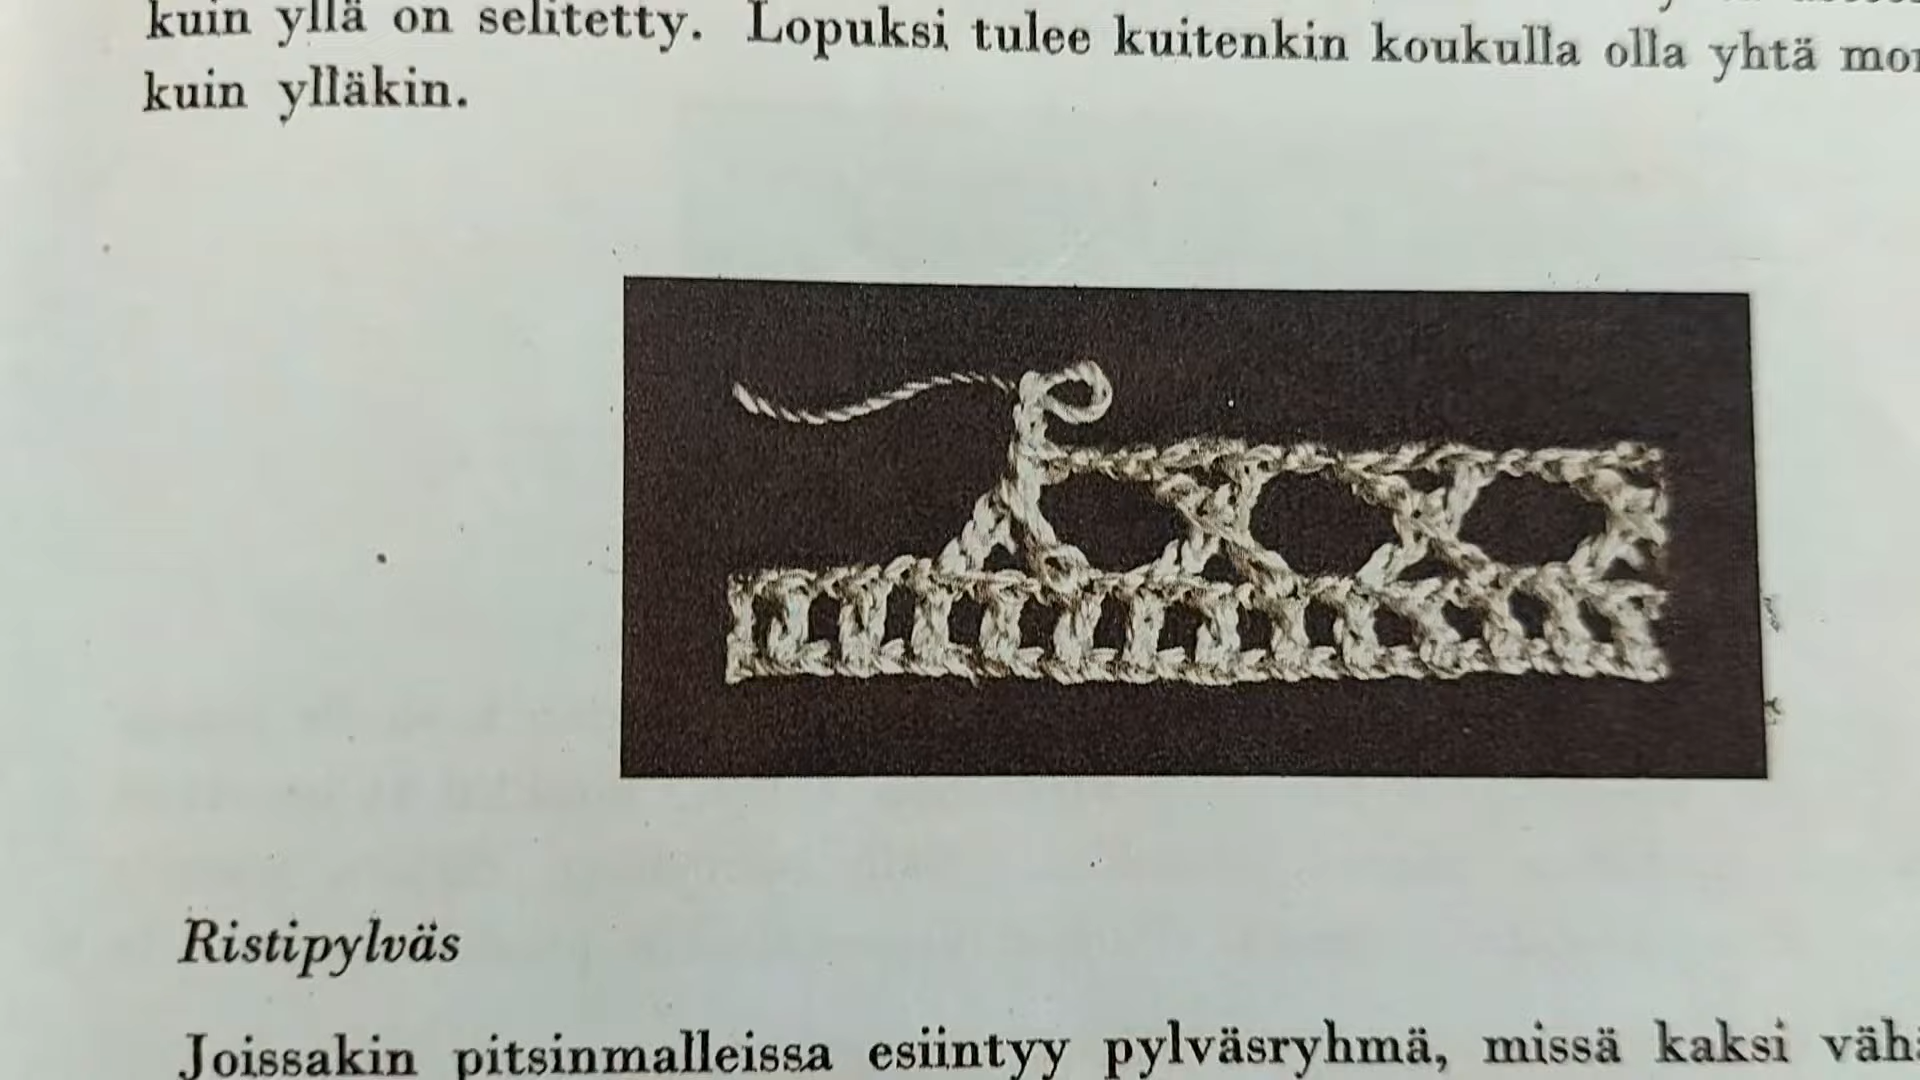 kuin yllä on selitetty. Lopuksi tulee kuitenkin koukulla olla yhtä
kuin ylläkin.
Ristipylväs
Joissakin pitsinmalleissa esiintyy pylväsryhmä, missä kaksi